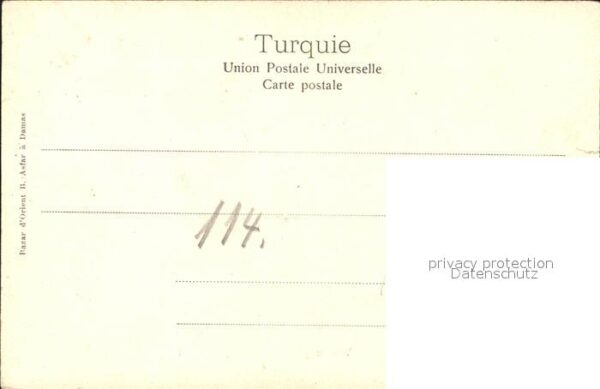 Turquie
Union Postale Universelle
Carte postale
Bazar d'Orient B. Asfar à Damas
114.
privacy protection
Datenschutz